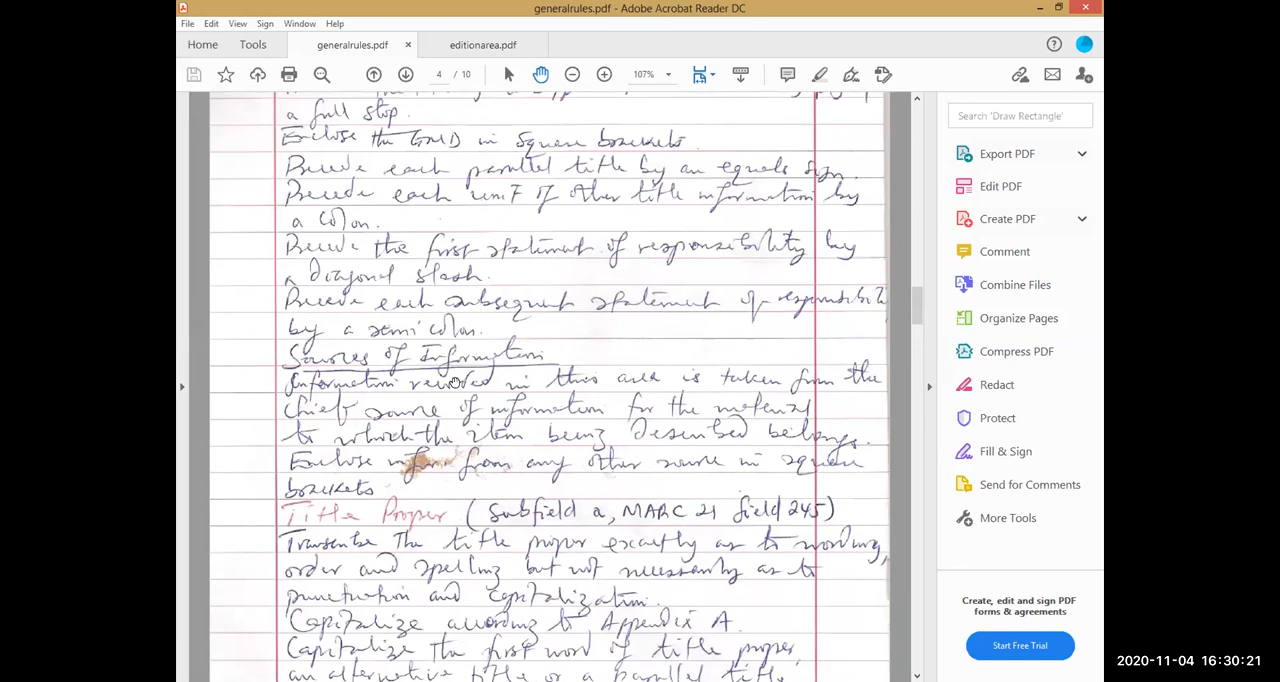 generalrules.pdf - Adobe Acrobat Reader DC
File Edit View Sign Window Help
Home Tools generalrules.pdf × editionarea.pdf
4 / 10 107%
a full stop.
Enclose the GMD in square brackets.
Precede each parallel title by an equals sign.
Precede each unit of other title information by
a colon.
Precede the first statement of responsibility by
a diagonal slash.
Precede each subsequent statement of responsibi
by a semi colon.
Sources of Information
Information recorded in this area is taken from the
chief source of information for the material
to which the item being described belongs.
Enclose from any other source in square
brackets
Title Proper (Subfield a, MARC 21 field 245)
Transcribe the title proper exactly as to wording,
order and spelling but not necessarily as to
punctuation and capitalization.
Capitalize according to Appendix A.
Capitalize the first word of title proper,
an alternative title or a parallel title
Search 'Draw Rectangle'
Export PDF
Edit PDF
Create PDF
Comment
Combine Files
Organize Pages
Compress PDF
Redact
Protect
Fill & Sign
Send for Comments
More Tools
Create, edit and sign PDF
forms & agreements
Start Free Trial
2020-11-04 16:30:21